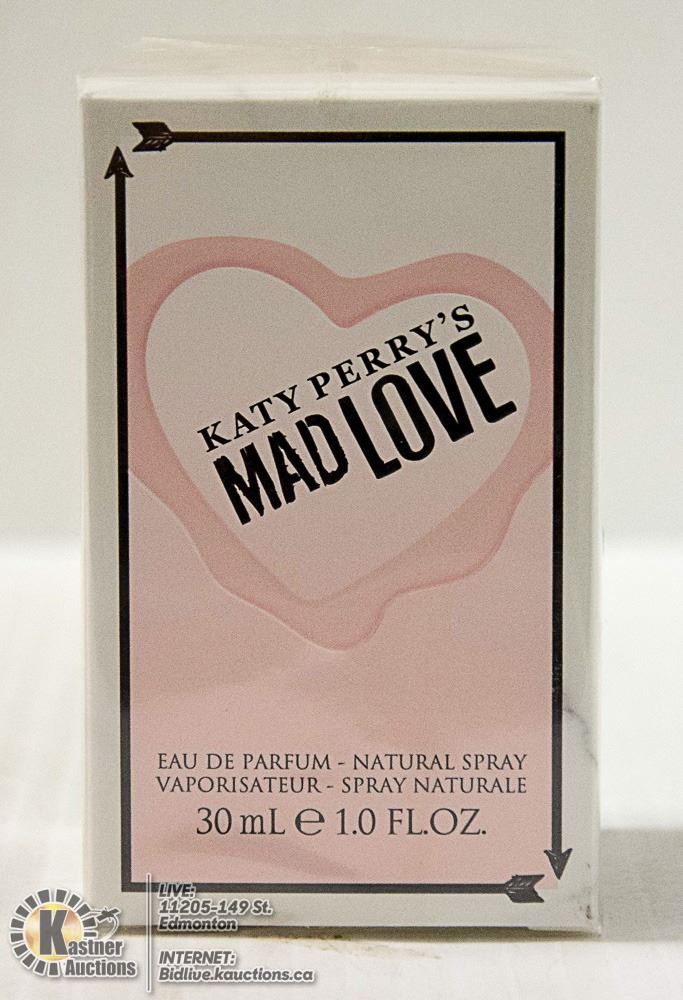 KATY PERRY'S
MAD LOVE
EAU DE PARFUM - NATURAL SPRAY
VAPORISATEUR - SPRAY NATURALE
30 mL ℮ 1.0 FL.OZ.
Kastner
Auctions
LIVE:
11205-149 St.
Edmonton
INTERNET:
Bidlive.kauctions.ca